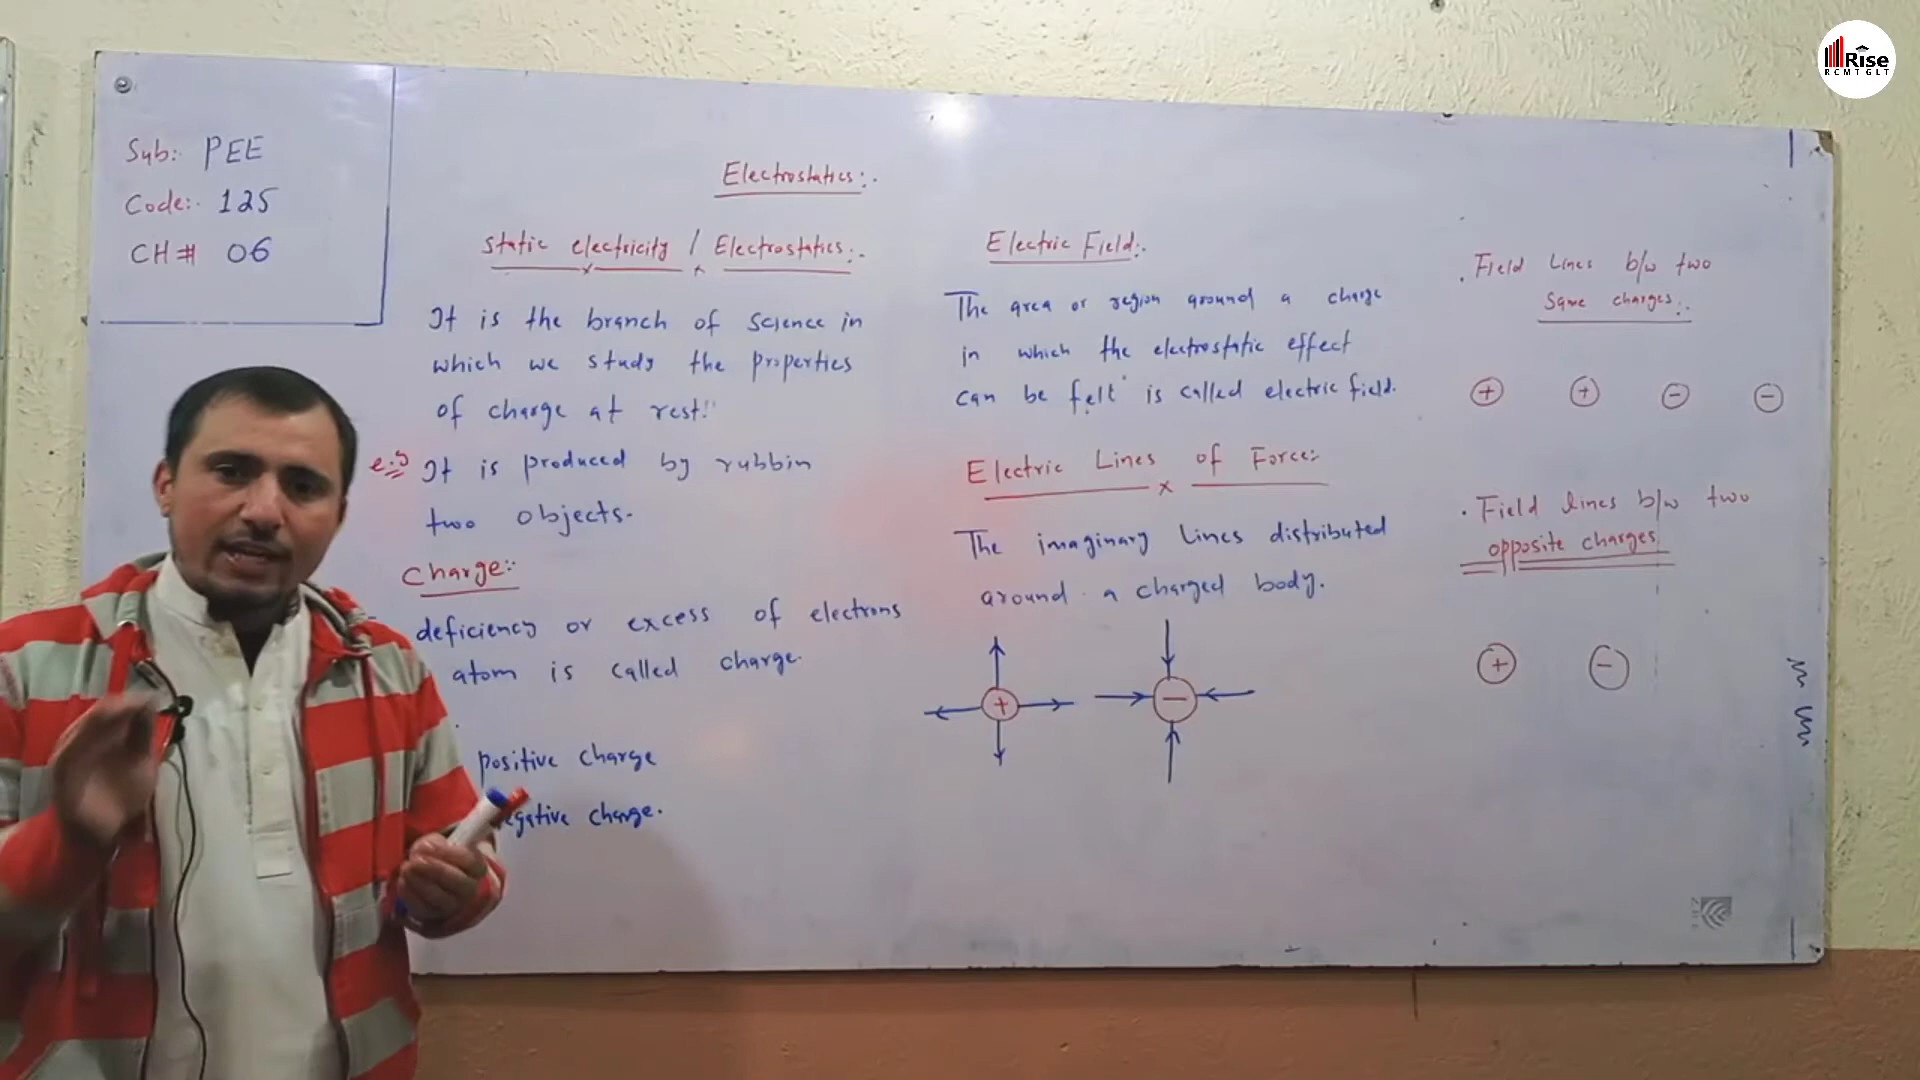 Rise
RCMTGLT
Sub: PEE
Code:- 125
CH# 06
Electrostatics:-
Static electricity / Electrostatics:-
It is the branch of Science in
which we study the properties
of charge at rest."
e.g It is produced by rubbin
two objects.
Charge:-
deficiency or excess of electrons
atom is called charge.
positive charge
egative charge.
Electric Field:-
The area or region around a charge
in which the electrostatic effect
can be felt is called electric field.
Electric Lines of Force:-
The imaginary Lines distributed
around a charged body.
+ −
. Field Lines b/w two
Same charges:-
+ + − −
. Field lines b/w two
opposite charges
+ −